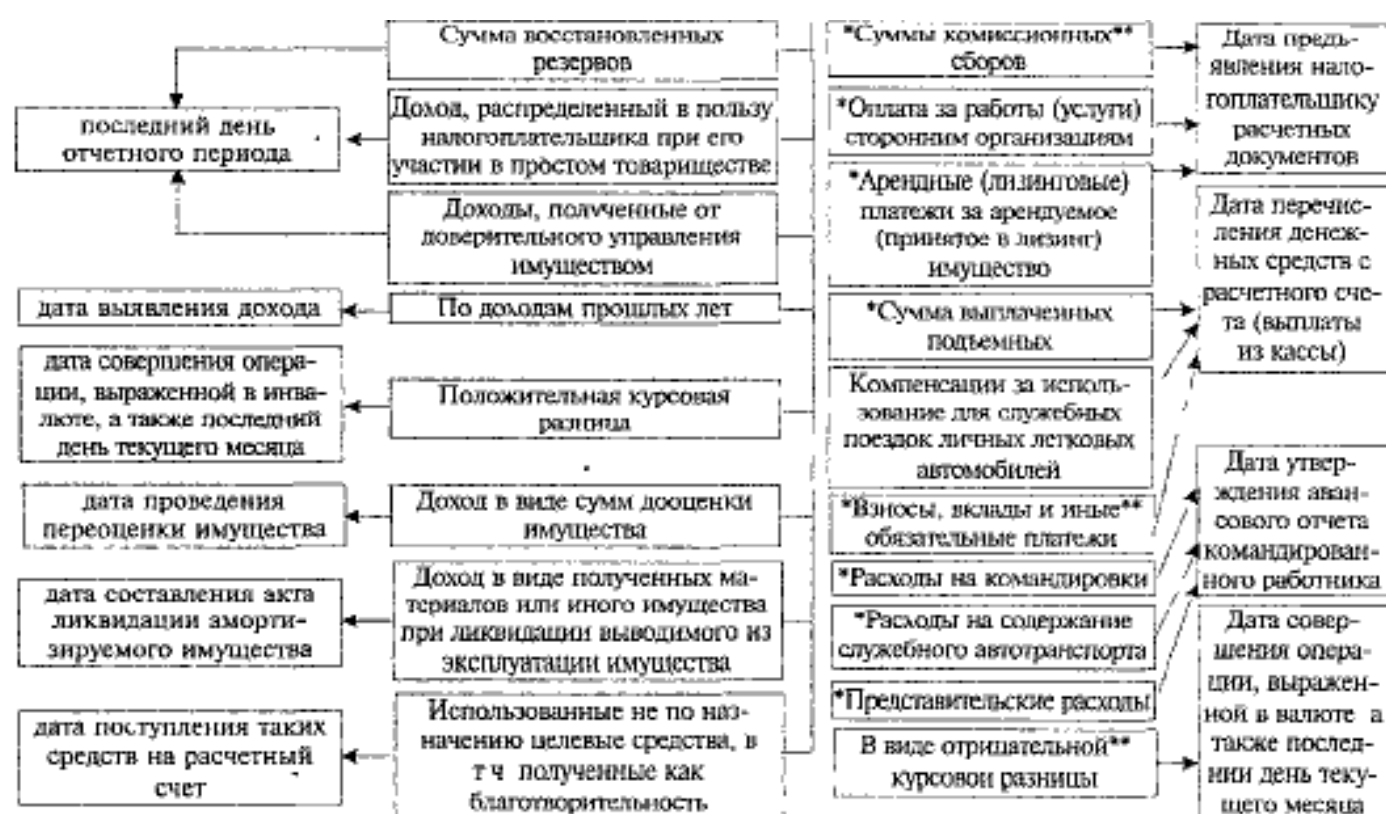 Сумма восстановленных
резервов
последний день
отчетного периода
Доход, распределенный в пользу
налогоплательщика при его
участии в простом товариществе
Доходы, полученные от
доверительного управления
имуществом
дата выявления дохода
По доходам прошлых лет
дата совершения опера-
ции, выраженной в инва-
люте, а также последний
день текущего месяца
Положительная курсовая
разница
дата проведения
переоценки имущества
Доход в виде сумм дооценки
имущества
дата составления акта
ликвидации аморти-
зируемого имущества
Доход в виде полученных ма-
териалов или иного имущества
при ликвидации выводимого из
эксплуатации имущества
дата поступления таких
средств на расчетный
счет
Использованные не по наз-
начению целевые средства, в
т ч полученные как
благотворительность
*Суммы комиссионных**
сборов
*Оплата за работы (услуги)
сторонним организациям
*Арендные (лизинговые)
платежи за арендуемое
(принятое в лизинг)
имущество
Дата предъ-
явления нало-
гоплательщику
расчетных
документов
*Сумма выплаченных
подъемных
Компенсации за исполь-
зование для служебных
поездок личных легковых
автомобилей
*Взносы, вклады и иные**
обязательные платежи
Дата перечис-
ления денеж-
ных средств с
расчетного сче-
та (выплаты
из кассы)
*Расходы на командировки
*Расходы на содержание
служебного автотранспорта
*Представительские расходы
Дата утвер-
ждения аван-
сового отчета
командирован-
ного работника
В виде отрицательной**
курсовои разницы
Дата совер-
шения опера-
ции, выражен-
ной в валюте а
также послед-
нии день теку-
щего месяца